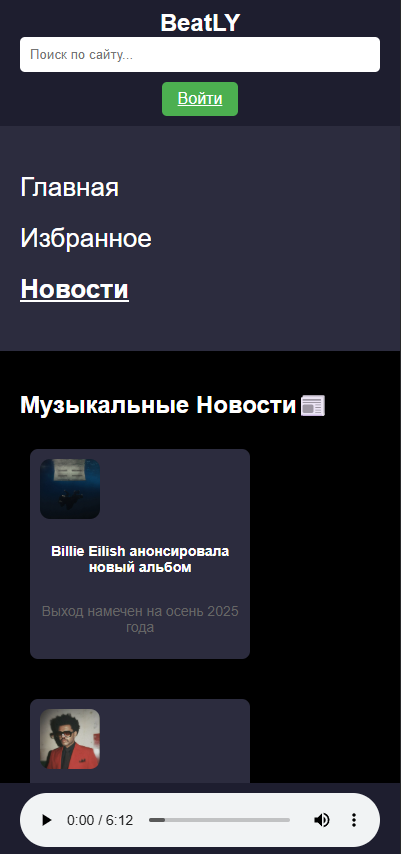 BeatLY
Поиск по сайту...
Войти
Главная
Избранное
Новости
Музыкальные Новости
Billie Eilish анонсировала
новый альбом
Выход намечен на осень 2025
года
0:00 / 6:12